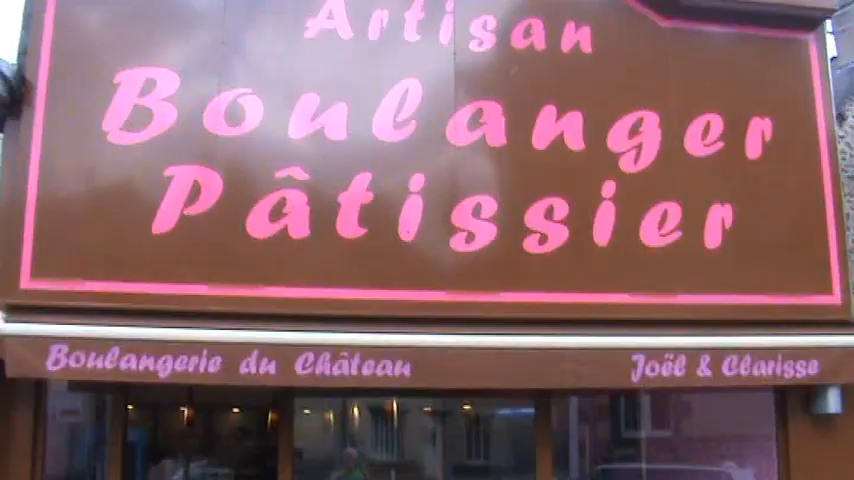 Artisan
Boulanger
Pâtissier
Boulangerie du Château Joël & Clarisse